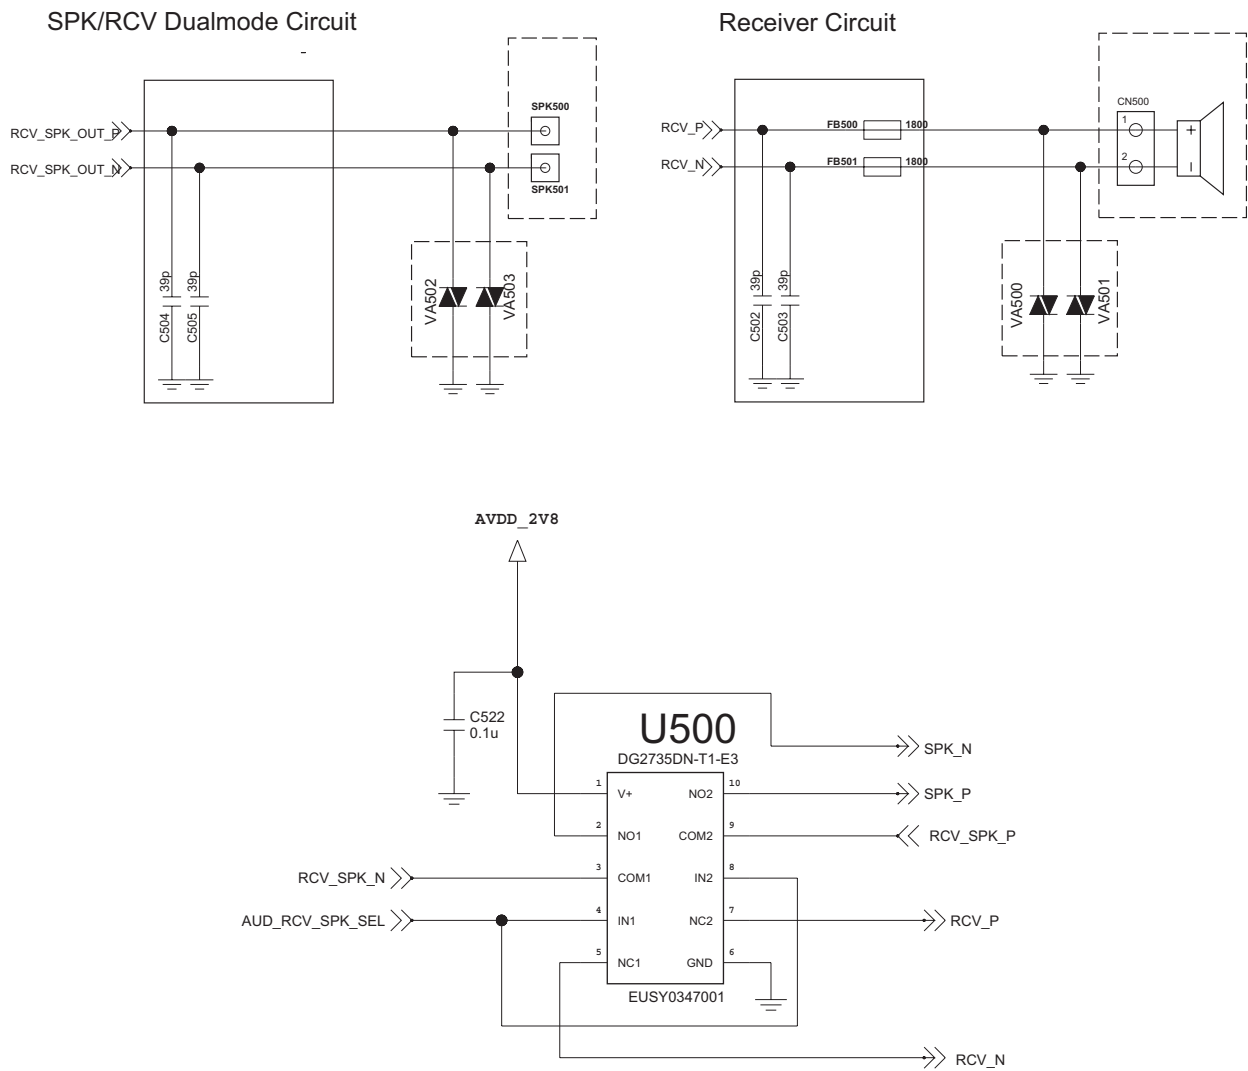 SPK/RCV Dualmode Circuit
RCV_SPK_OUT_P
RCV_SPK_OUT_N
SPK500
SPK501
C504 39p
C505 39p
VA502
VA503
Receiver Circuit
RCV_P
RCV_N
FB500 1800
FB501 1800
CN500
1
2
+
-
C502 39p
C503 39p
VA500
VA501
AVDD_2V8
C522
0.1u
U500
DG2735DN-T1-E3
1 V+ NO2 10
2 NO1 COM2 9
3 COM1 IN2 8
4 IN1 NC2 7
5 NC1 GND 6
EUSY0347001
SPK_N
SPK_P
RCV_SPK_P
RCV_SPK_N
AUD_RCV_SPK_SEL
RCV_P
RCV_N